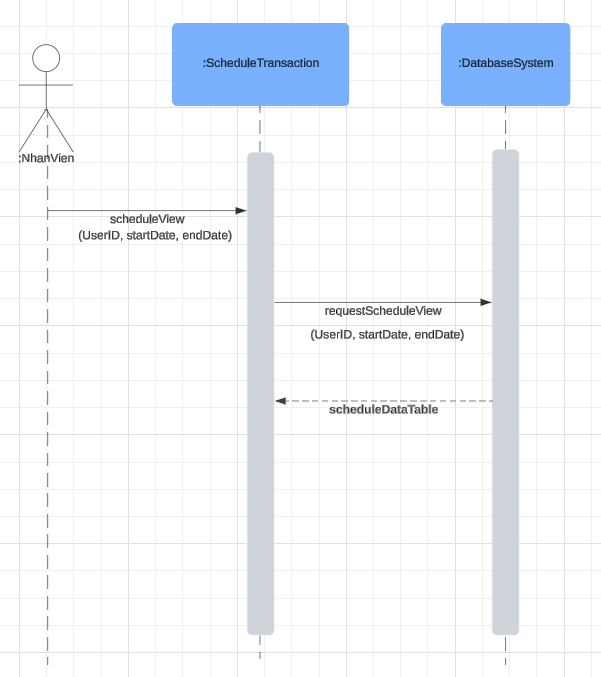 :ScheduleTransaction
:DatabaseSystem
:NhanVien
scheduleView
(UserID, startDate, endDate)
requestScheduleView
(UserID, startDate, endDate)
scheduleDataTable